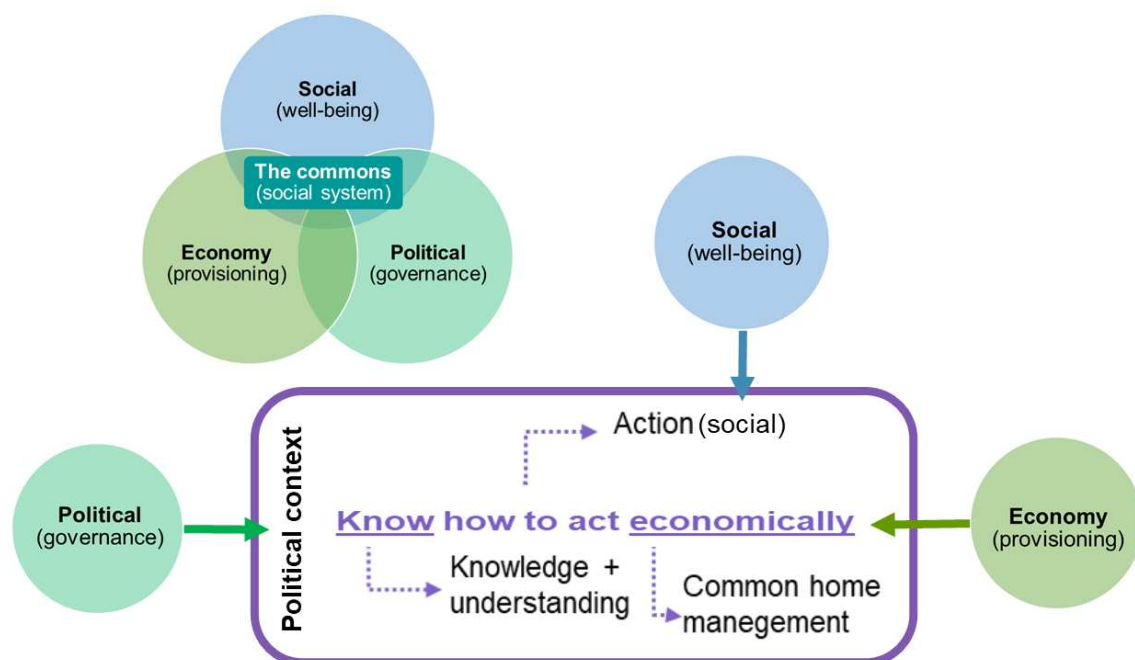 Social
(well-being)
The commons
(social system)
Economy
(provisioning)
Political
(governance)
Social
(well-being)
Political
(governance)
Political context
Action (social)
Know how to act economically
Knowledge +
understanding
Common home
manegement
Economy
(provisioning)